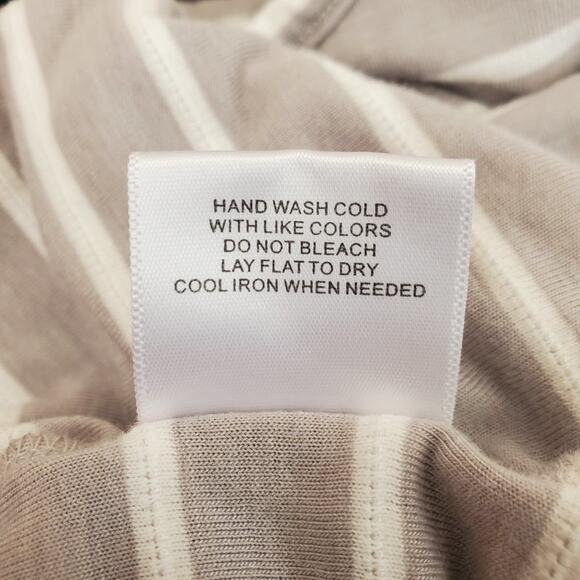 HAND WASH COLD
WITH LIKE COLORS
DO NOT BLEACH
LAY FLAT TO DRY
COOL IRON WHEN NEEDED